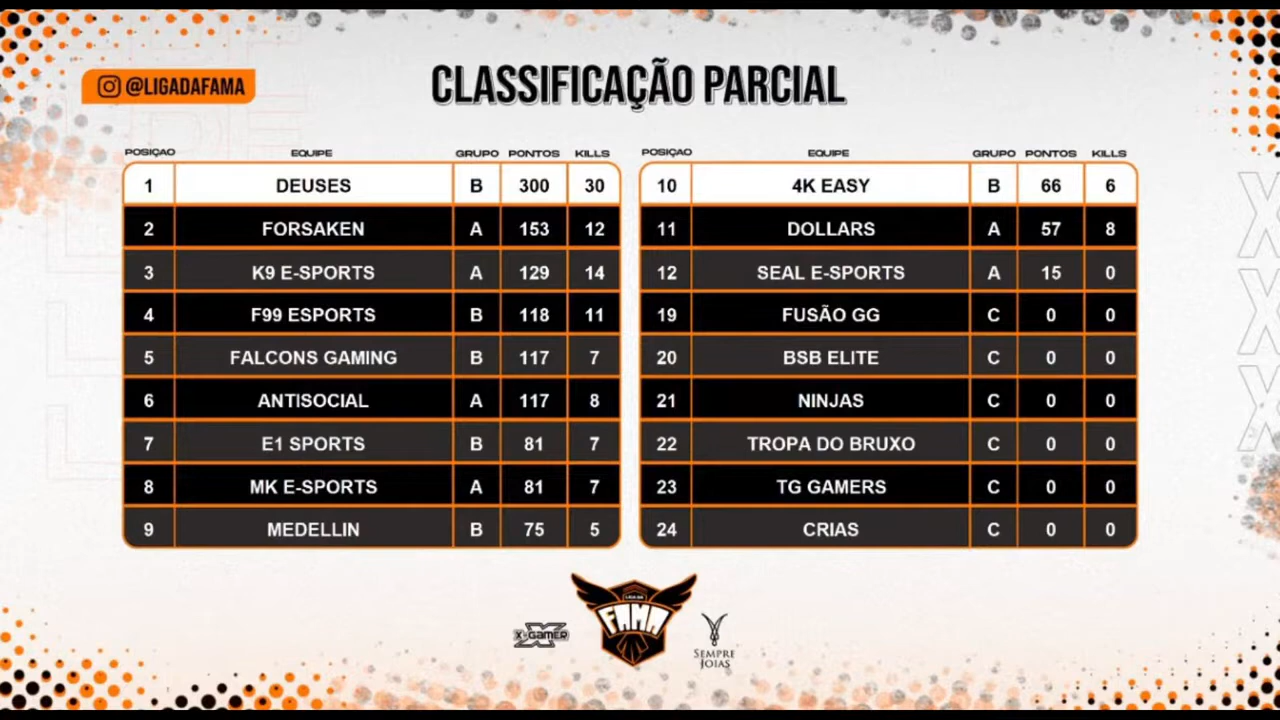 @LIGADAFAMA
CLASSIFICAÇÃO PARCIAL
POSIÇAO EQUIPE GRUPO PONTOS KILLS
1 DEUSES B 300 30
2 FORSAKEN A 153 12
3 K9 E-SPORTS A 129 14
4 F99 ESPORTS B 118 11
5 FALCONS GAMING B 117 7
6 ANTISOCIAL A 117 8
7 E1 SPORTS B 81 7
8 MK E-SPORTS A 81 7
9 MEDELLIN B 75 5
POSIÇAO EQUIPE GRUPO PONTOS KILLS
10 4K EASY B 66 6
11 DOLLARS A 57 8
12 SEAL E-SPORTS A 15 0
19 FUSÃO GG C 0 0
20 BSB ELITE C 0 0
21 NINJAS C 0 0
22 TROPA DO BRUXO C 0 0
23 TG GAMERS C 0 0
24 CRIAS C 0 0
X-GAMER
LIGA DA
FAMA
SEMPRE
JOIAS